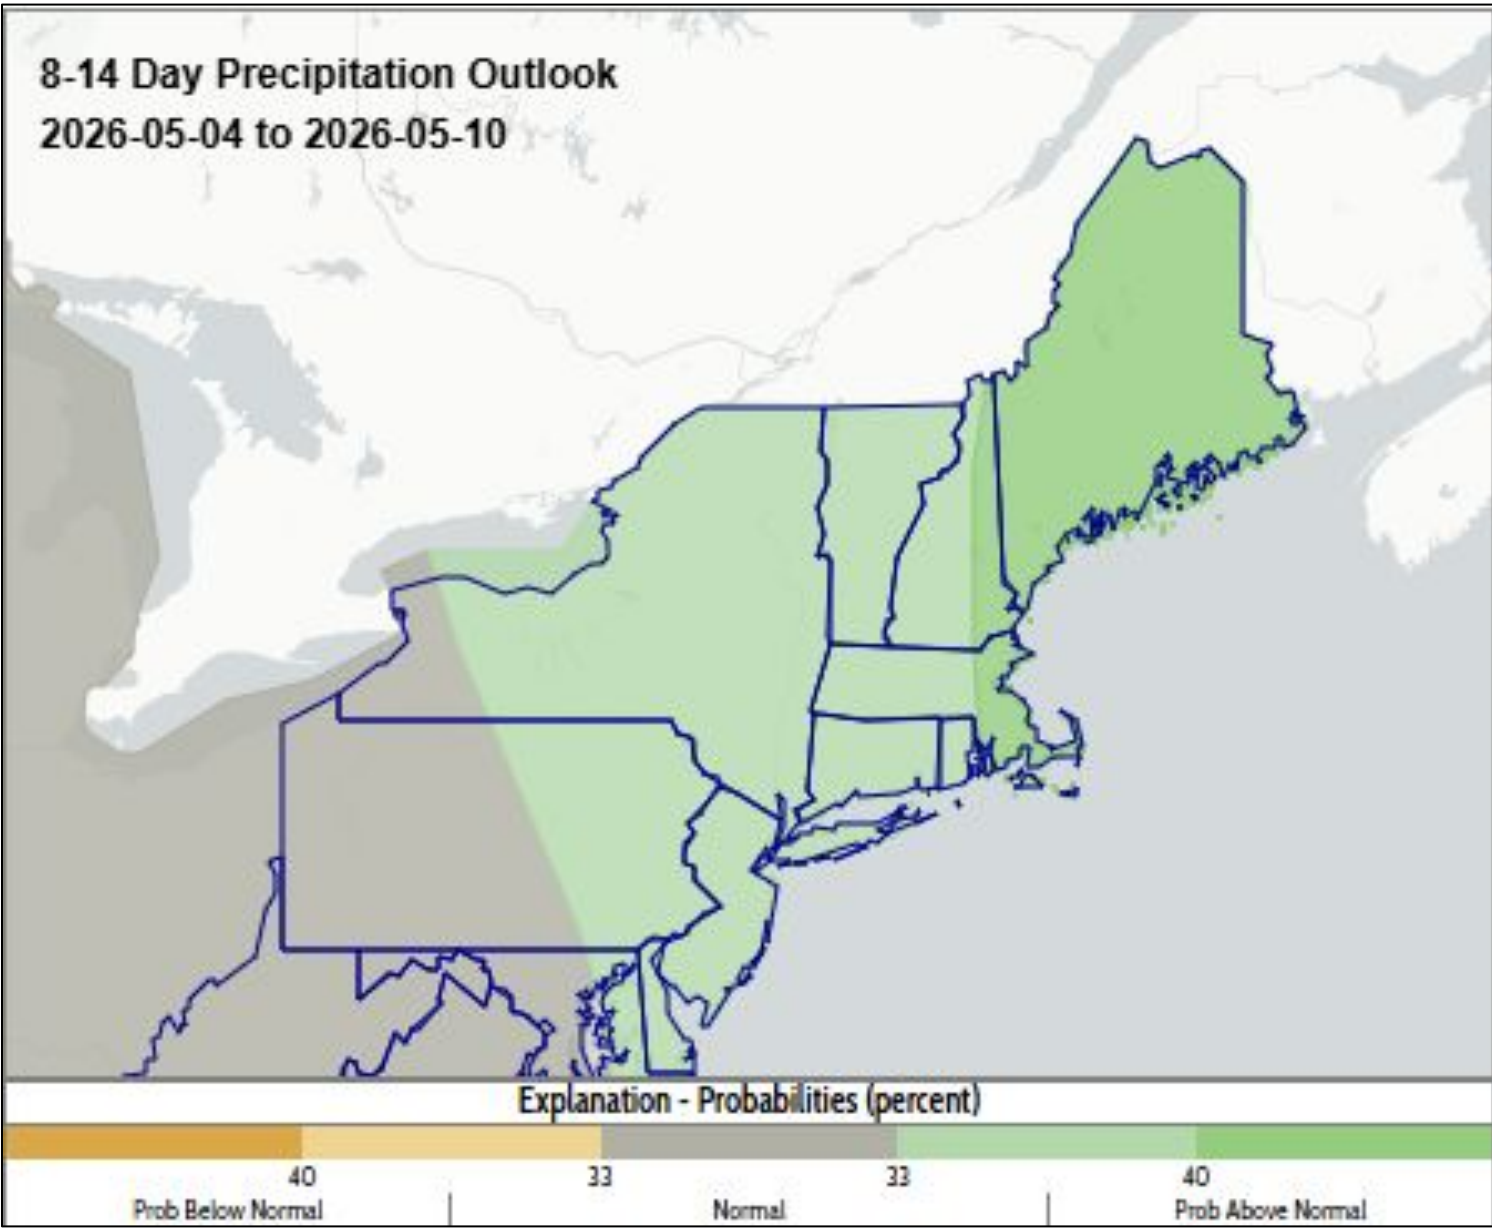 8-14 Day Precipitation Outlook
2026-05-04 to 2026-05-10
Explanation - Probabilities (percent)
40 33 33 40
Prob Below Normal Normal Prob Above Normal